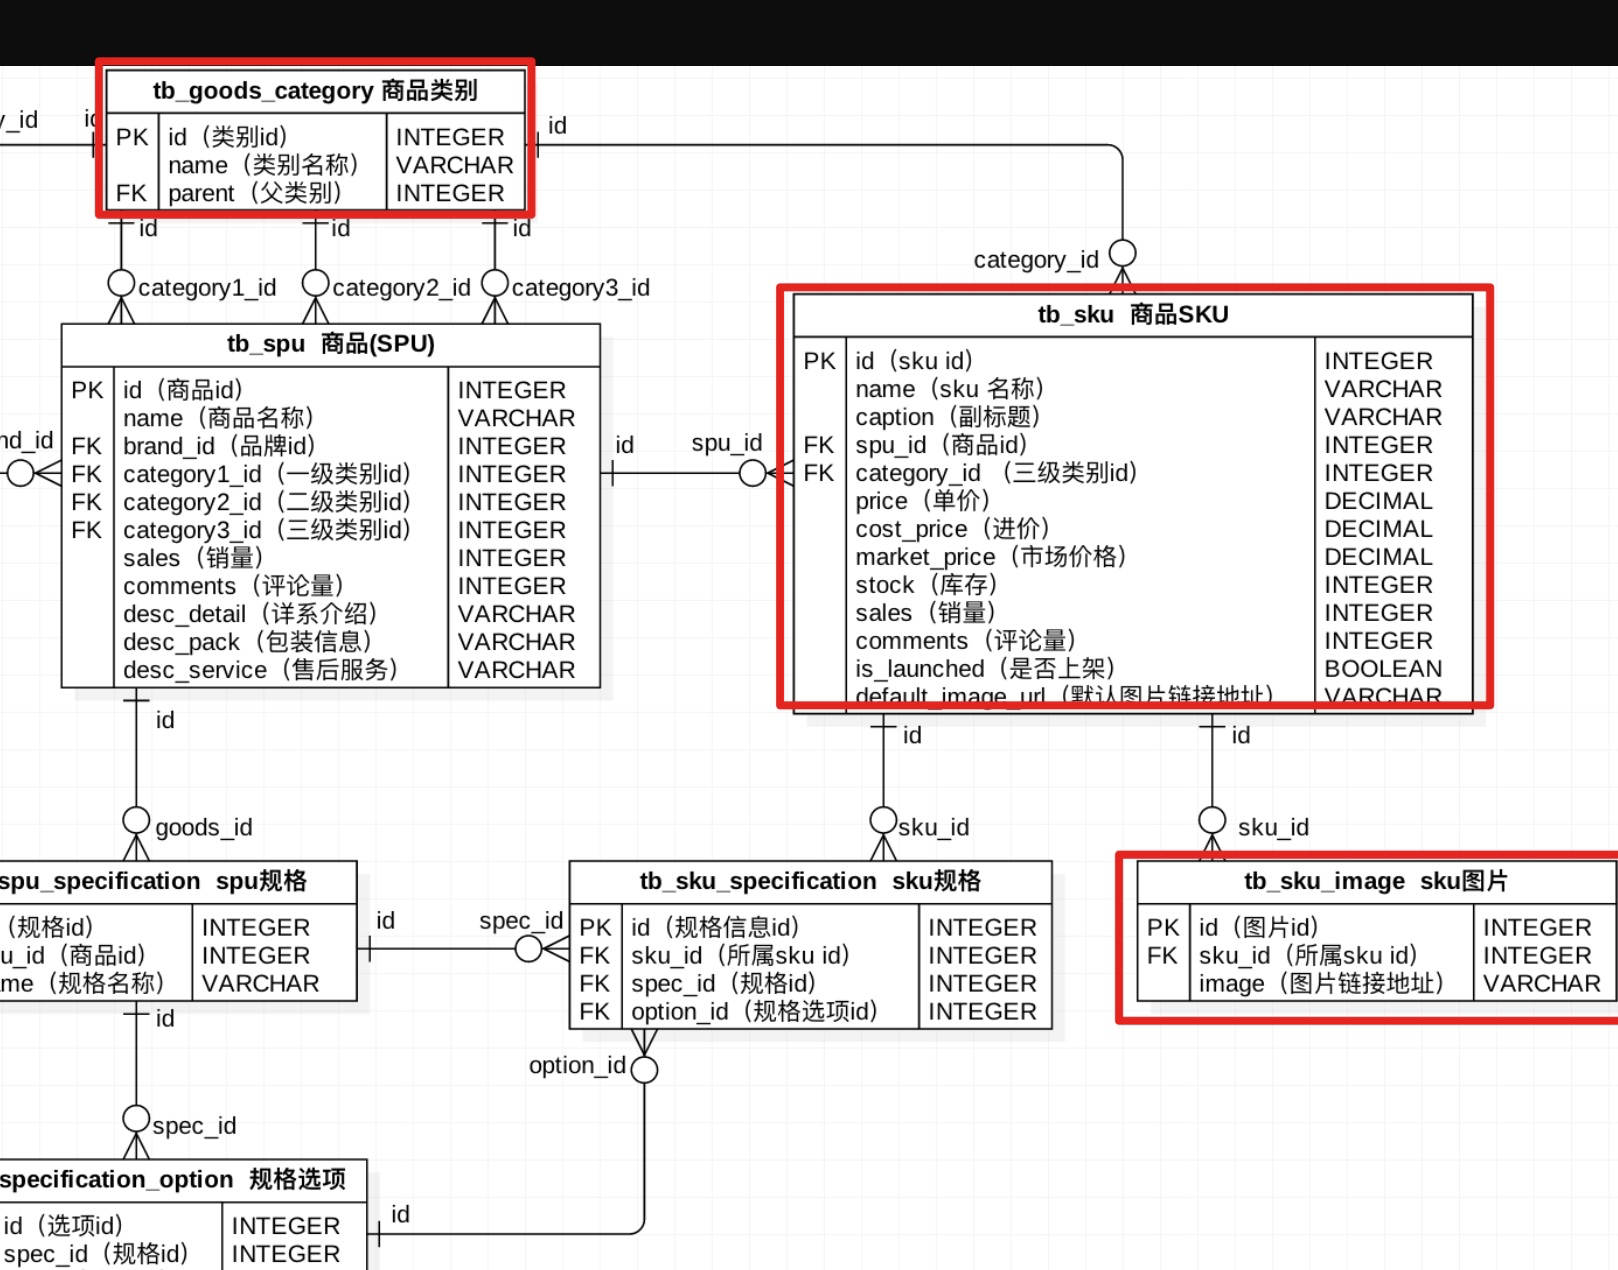 tb_goods_category 商品类别
y_id
id
PK id（类别id） INTEGER
name（类别名称） VARCHAR
FK parent（父类别） INTEGER
id
id
id
id
category1_id
category2_id
category3_id
category_id
tb_spu 商品(SPU)
PK id（商品id） INTEGER
name（商品名称） VARCHAR
FK brand_id（品牌id） INTEGER
FK category1_id（一级类别id） INTEGER
FK category2_id（二级类别id） INTEGER
FK category3_id（三级类别id） INTEGER
sales（销量） INTEGER
comments（评论量） INTEGER
desc_detail（详系介绍） VARCHAR
desc_pack（包装信息） VARCHAR
desc_service（售后服务） VARCHAR
nd_id
id
spu_id
tb_sku 商品SKU
PK id（sku id） INTEGER
name（sku 名称） VARCHAR
caption（副标题） VARCHAR
FK spu_id（商品id） INTEGER
FK category_id （三级类别id） INTEGER
price（单价） DECIMAL
cost_price（进价） DECIMAL
market_price（市场价格） DECIMAL
stock（库存） INTEGER
sales（销量） INTEGER
comments（评论量） INTEGER
is_launched（是否上架） BOOLEAN
default_image_url（默认图片链接地址） VARCHAR
id
id
id
goods_id
sku_id
sku_id
spu_specification spu规格
（规格id） INTEGER
u_id（商品id） INTEGER
ame（规格名称） VARCHAR
id
spec_id
tb_sku_specification sku规格
PK id（规格信息id） INTEGER
FK sku_id（所属sku id） INTEGER
FK spec_id（规格id） INTEGER
FK option_id（规格选项id） INTEGER
tb_sku_image sku图片
PK id（图片id） INTEGER
FK sku_id（所属sku id） INTEGER
image（图片链接地址） VARCHAR
id
option_id
spec_id
specification_option 规格选项
id（选项id） INTEGER
spec_id（规格id） INTEGER
id